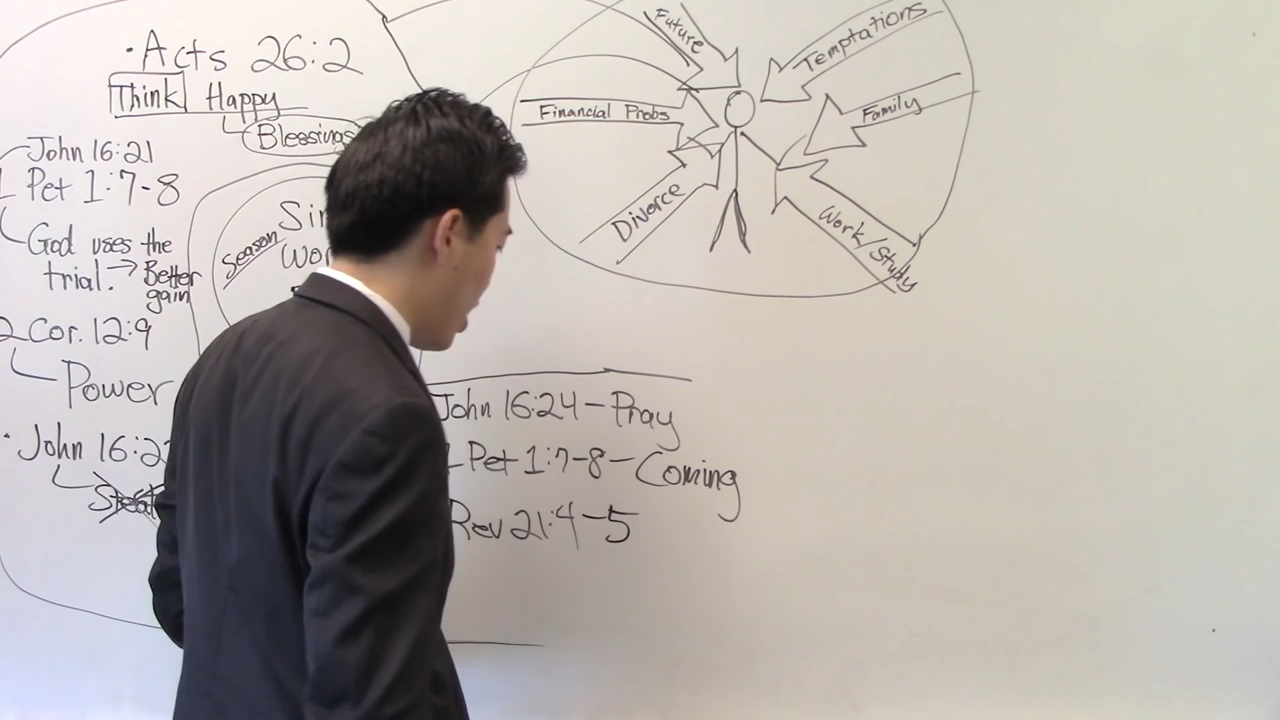 · Acts 26:2
Think Happy
Blessings
John 16:21
Pet 1:7-8
God uses the
trial. → Better
gain
2 Cor. 12:9
Power
· John 16:22
Season
Future
Temptations
Financial Probs
Family
Divorce
Work/Study
John 16:24 - Pray
Pet 1:7-8 - Coming
Rev 21:4-5